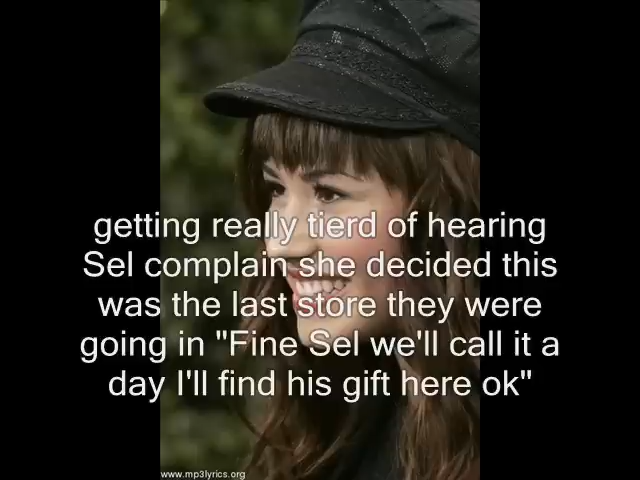 getting really tierd of hearing
Sel complain she decided this
was the last store they were
going in "Fine Sel we'll call it a
day I'll find his gift here ok"
www.mp3lyrics.org